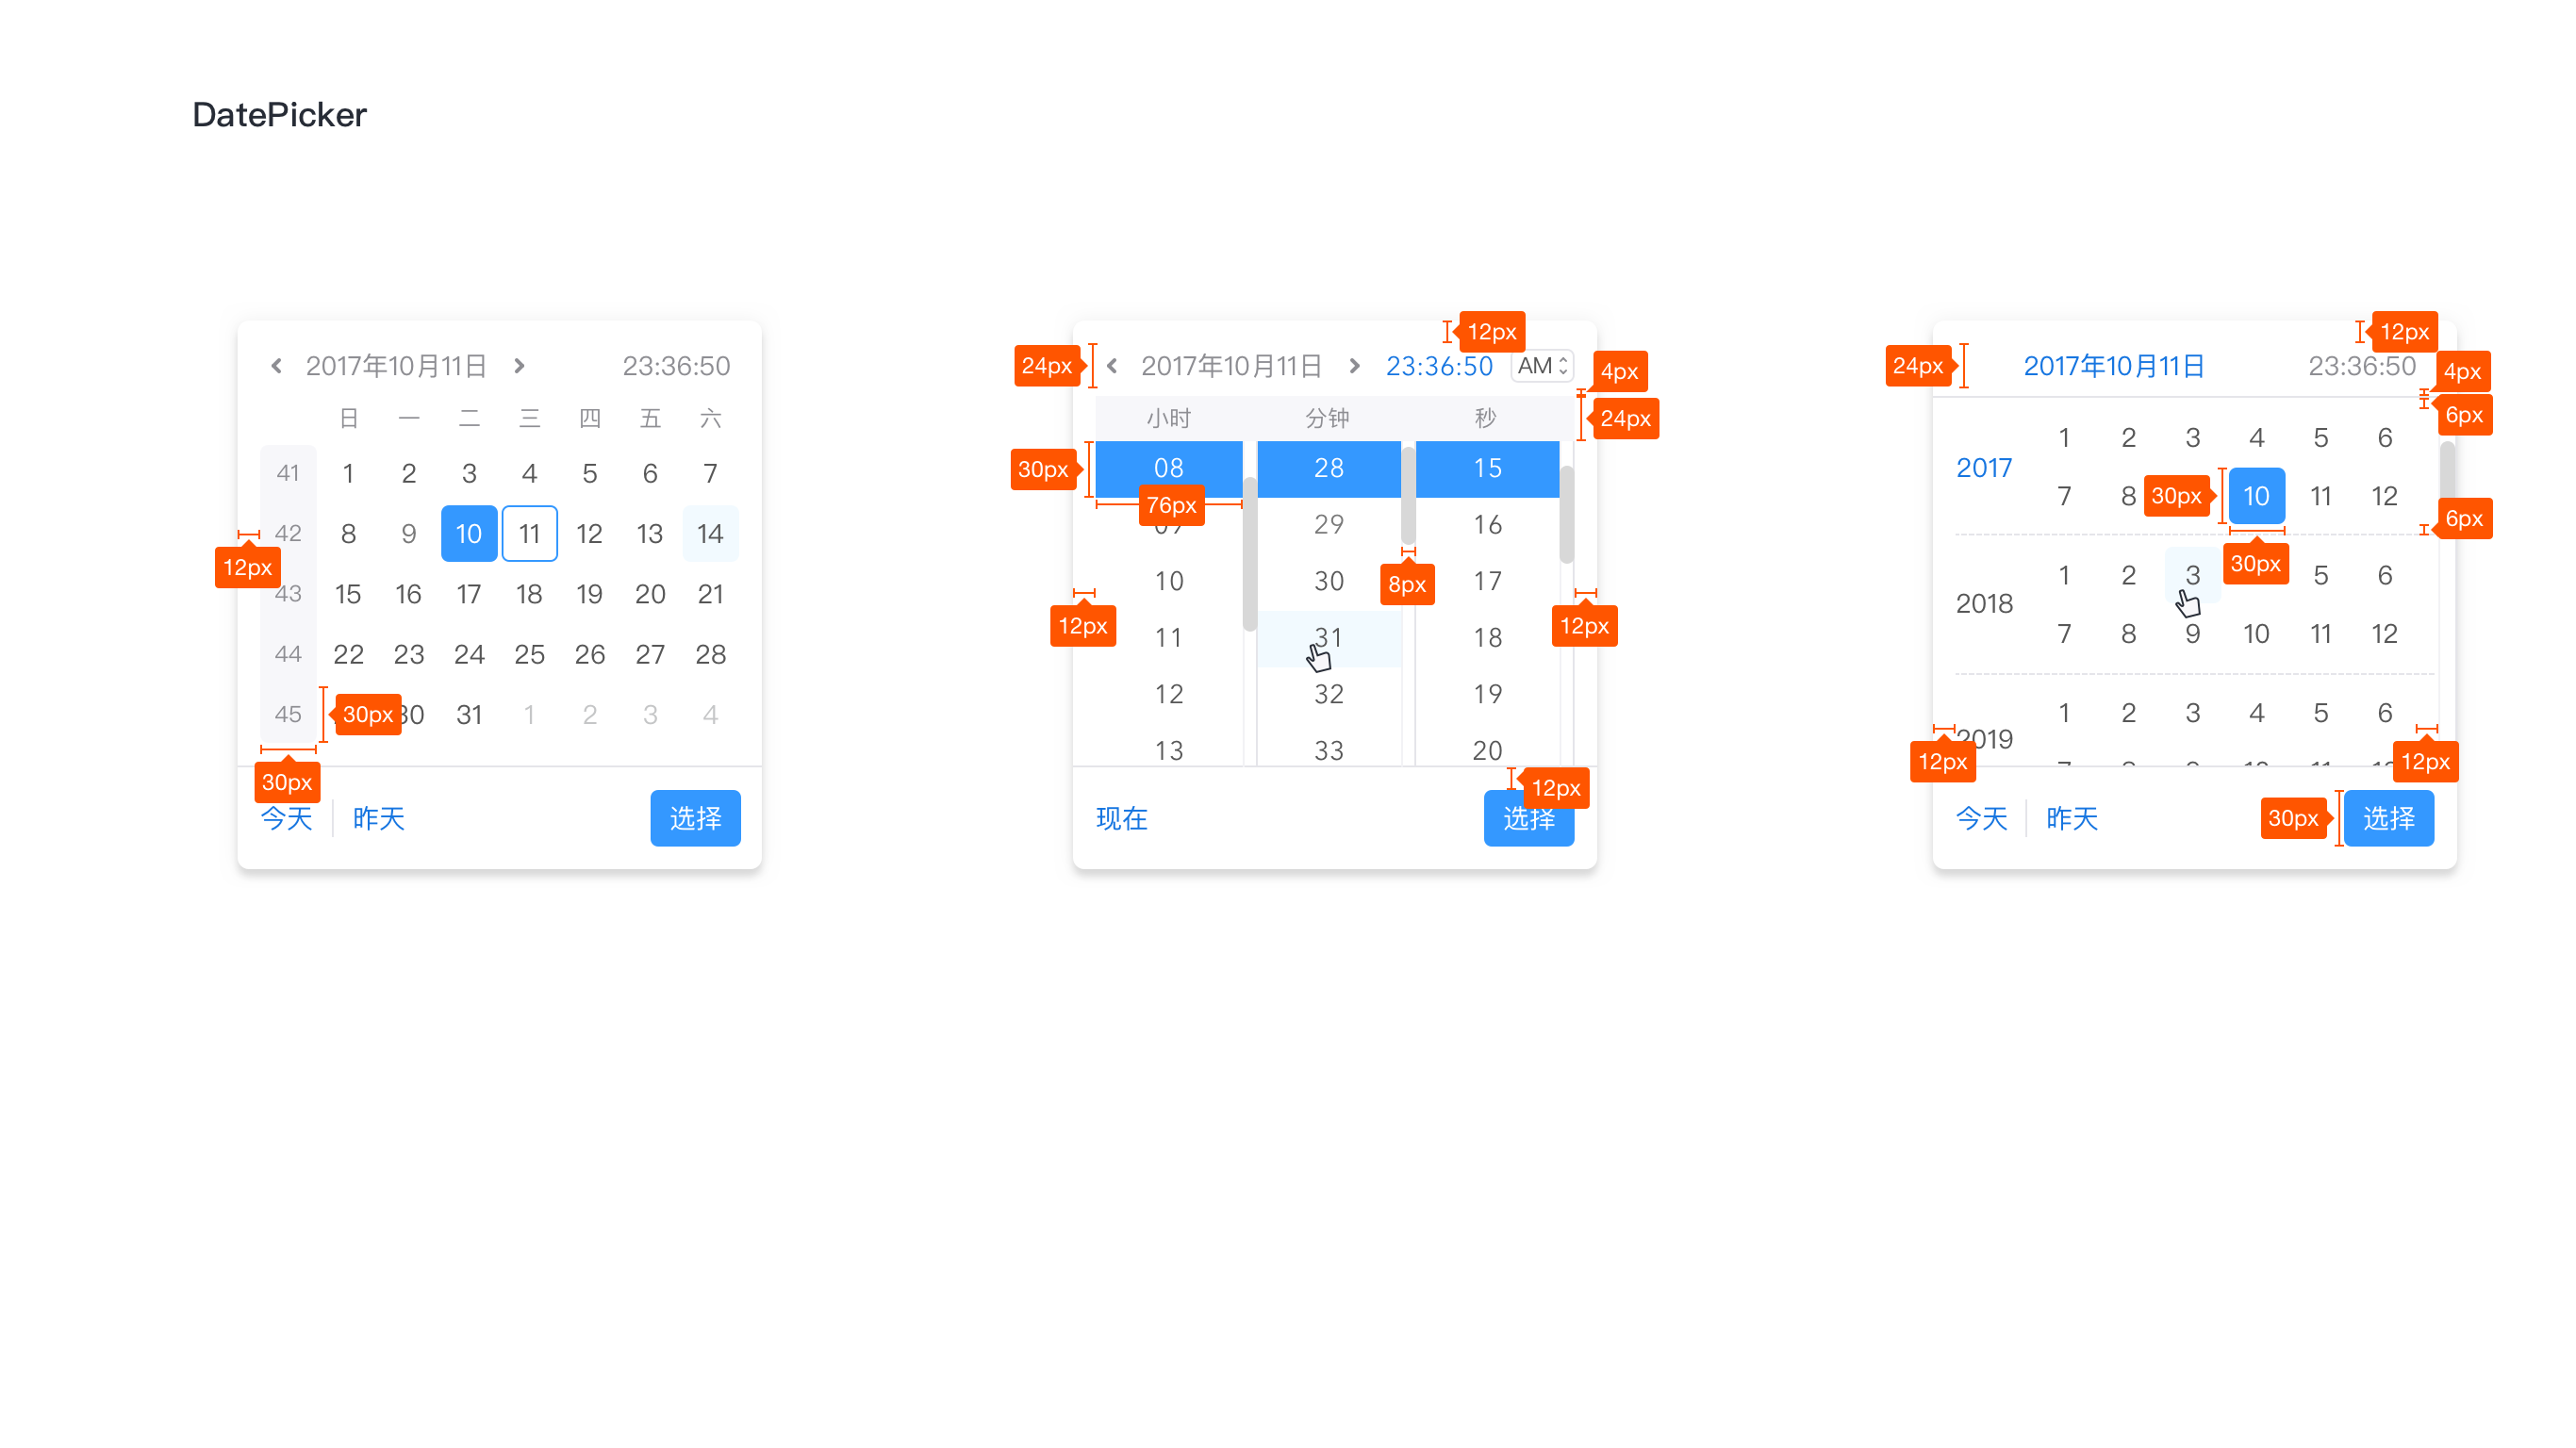 DatePicker
2017年10月11日 23:36:50
日 一 二 三 四 五 六
41 1 2 3 4 5 6 7
42 8 9 10 11 12 13 14
12px
43 15 16 17 18 19 20 21
44 22 23 24 25 26 27 28
45 30px 30 31 1 2 3 4
30px
今天 昨天 选择
12px
24px 2017年10月11日 23:36:50 AM 4px
小时 分钟 秒 24px
30px 08 28 15
76px
09 29 16
10 30 17
8px
12px 12px
11 31 18
12 32 19
13 33 20
12px
现在 选择
12px
24px 2017年10月11日 23:36:50 4px
6px
1 2 3 4 5 6
2017
7 8 30px 10 11 12
6px
30px
1 2 3 5 6
2018
7 8 9 10 11 12
1 2 3 4 5 6
2019
12px 12px
今天 昨天 30px 选择